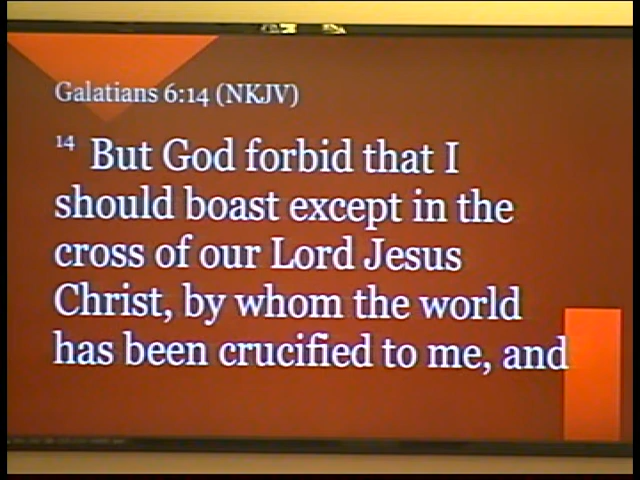 Galatians 6:14 (NKJV)
14 But God forbid that I
should boast except in the
cross of our Lord Jesus
Christ, by whom the world
has been crucified to me, and